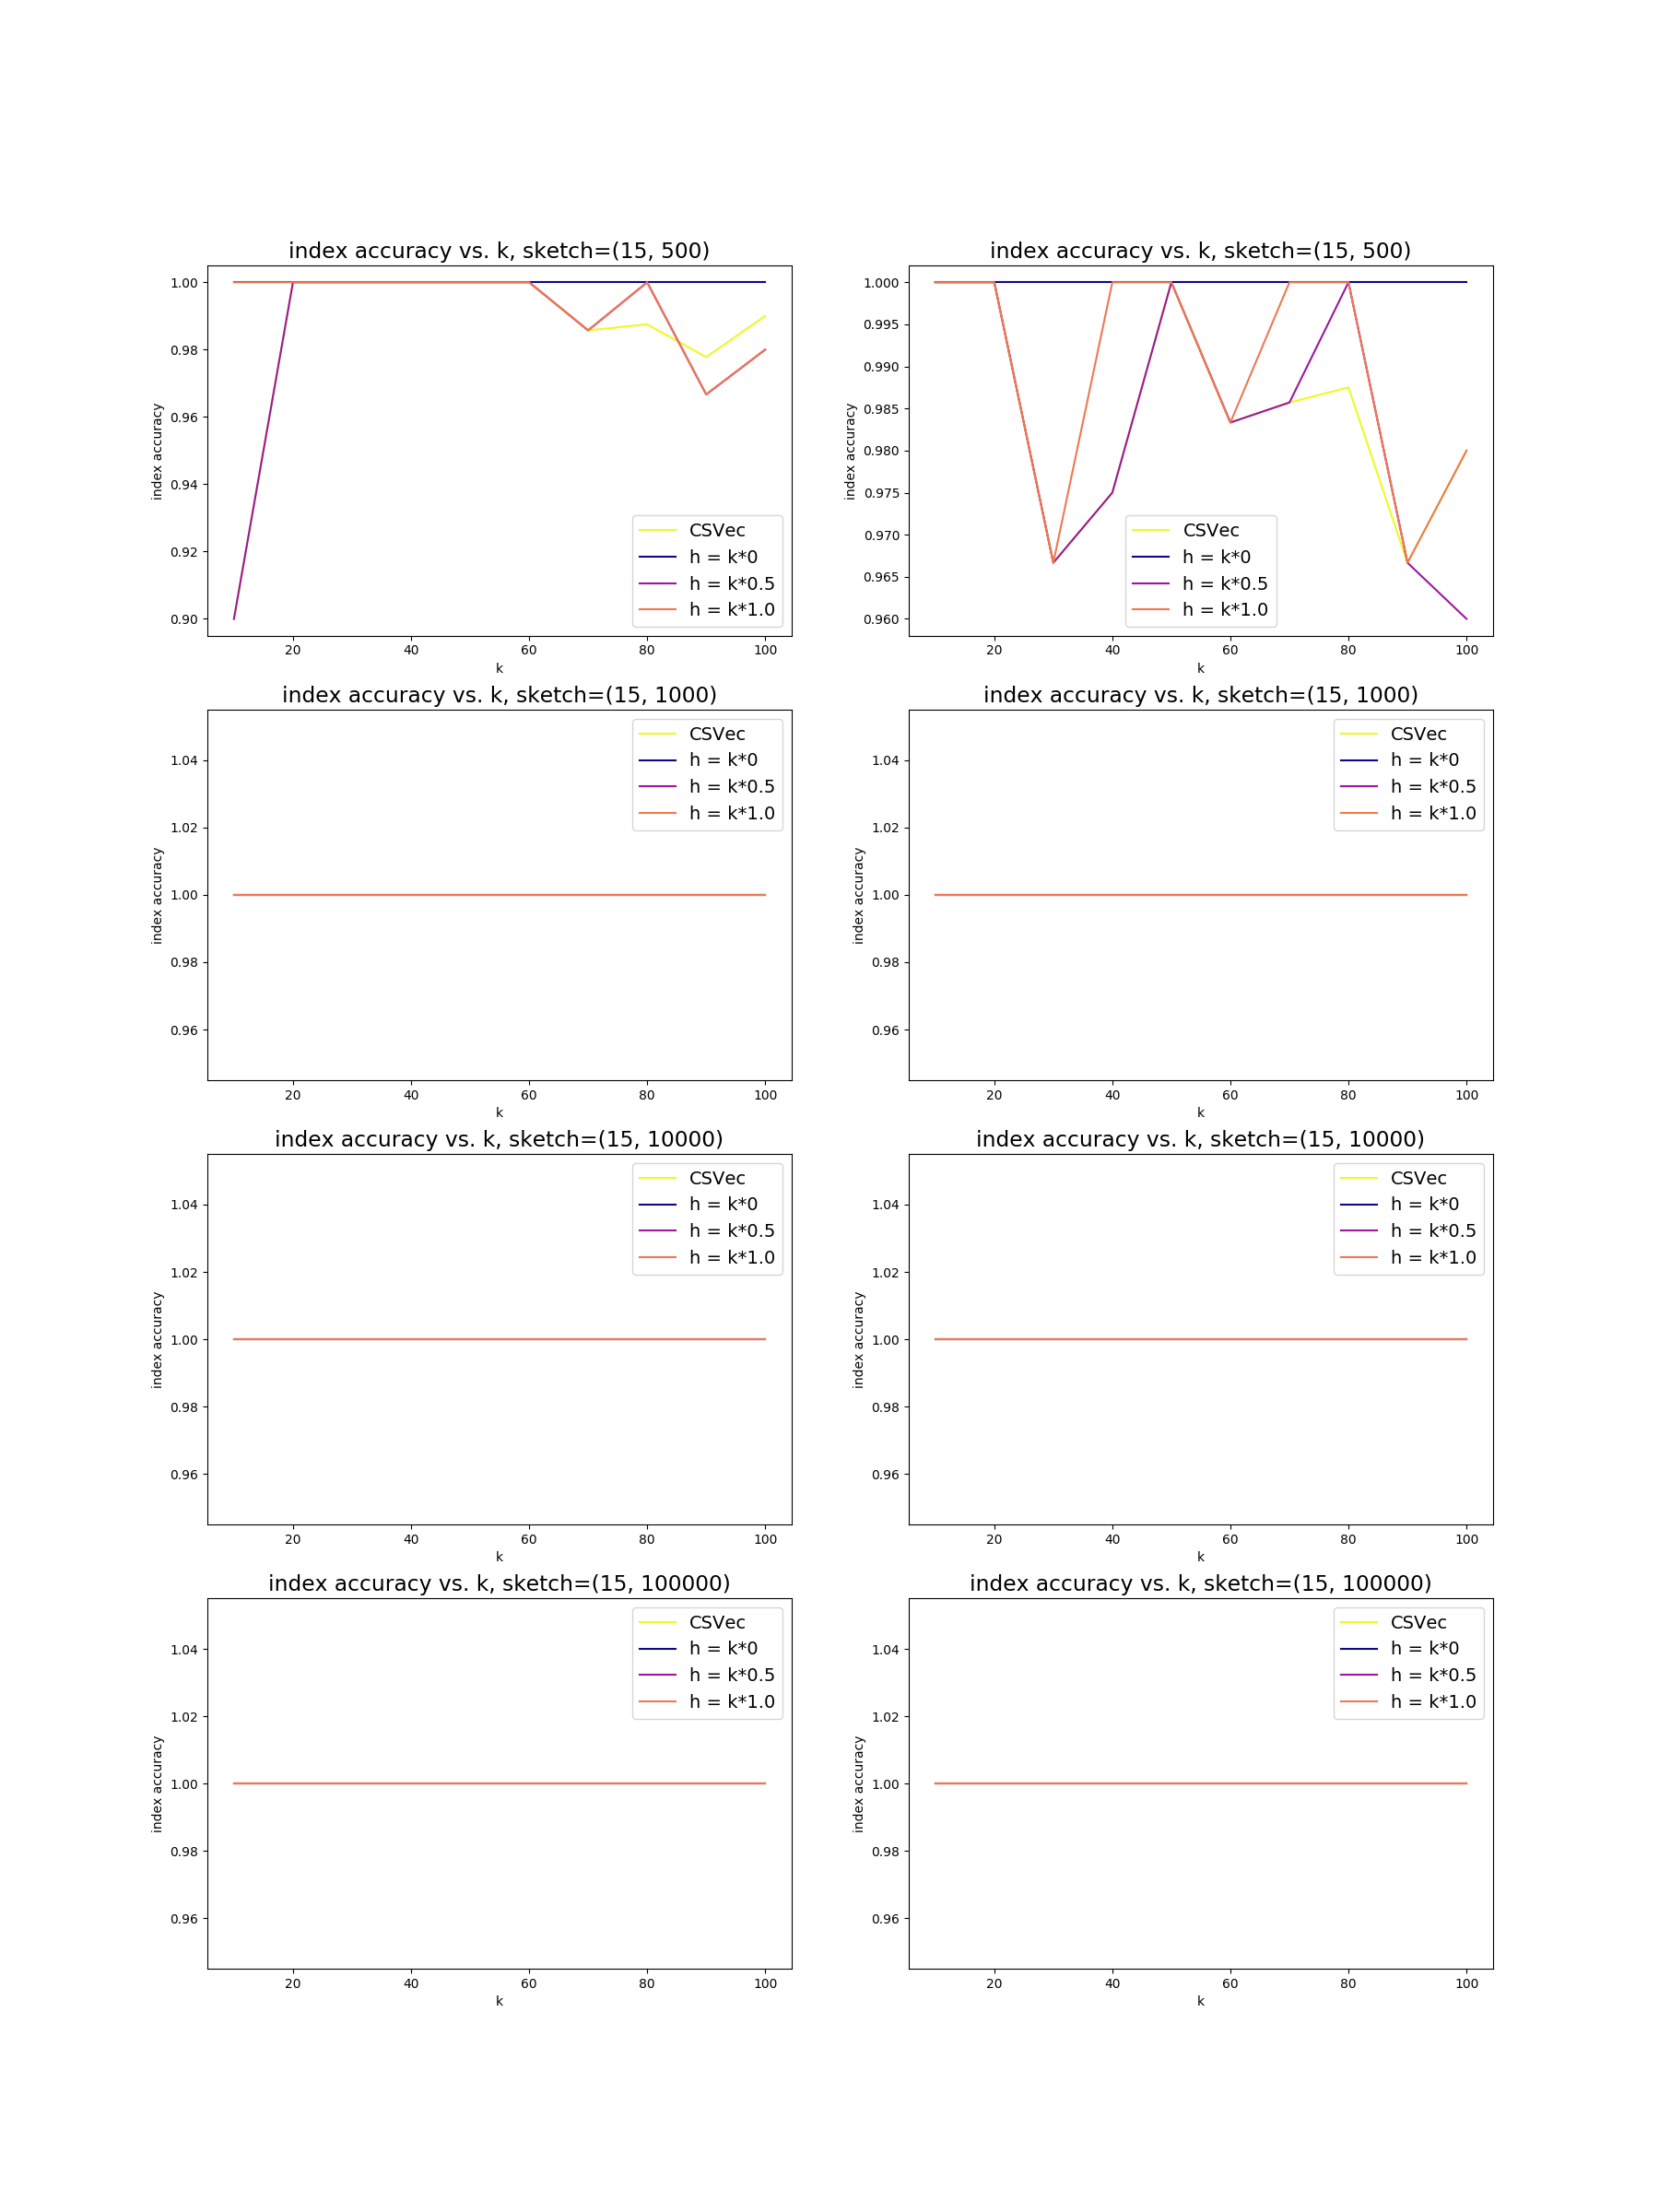 index accuracy vs. k, sketch=(15, 500)
index accuracy
1.00
0.98
0.96
0.94
0.92
0.90
CSVec
h = k*0
h = k*0.5
h = k*1.0
20 40 60 80 100
k
index accuracy vs. k, sketch=(15, 500)
index accuracy
1.000
0.995
0.990
0.985
0.980
0.975
0.970
0.965
0.960
CSVec
h = k*0
h = k*0.5
h = k*1.0
20 40 60 80 100
k
index accuracy vs. k, sketch=(15, 1000)
index accuracy
1.04
1.02
1.00
0.98
0.96
CSVec
h = k*0
h = k*0.5
h = k*1.0
20 40 60 80 100
k
index accuracy vs. k, sketch=(15, 1000)
index accuracy
1.04
1.02
1.00
0.98
0.96
CSVec
h = k*0
h = k*0.5
h = k*1.0
20 40 60 80 100
k
index accuracy vs. k, sketch=(15, 10000)
index accuracy
1.04
1.02
1.00
0.98
0.96
CSVec
h = k*0
h = k*0.5
h = k*1.0
20 40 60 80 100
k
index accuracy vs. k, sketch=(15, 10000)
index accuracy
1.04
1.02
1.00
0.98
0.96
CSVec
h = k*0
h = k*0.5
h = k*1.0
20 40 60 80 100
k
index accuracy vs. k, sketch=(15, 100000)
index accuracy
1.04
1.02
1.00
0.98
0.96
CSVec
h = k*0
h = k*0.5
h = k*1.0
20 40 60 80 100
k
index accuracy vs. k, sketch=(15, 100000)
index accuracy
1.04
1.02
1.00
0.98
0.96
CSVec
h = k*0
h = k*0.5
h = k*1.0
20 40 60 80 100
k